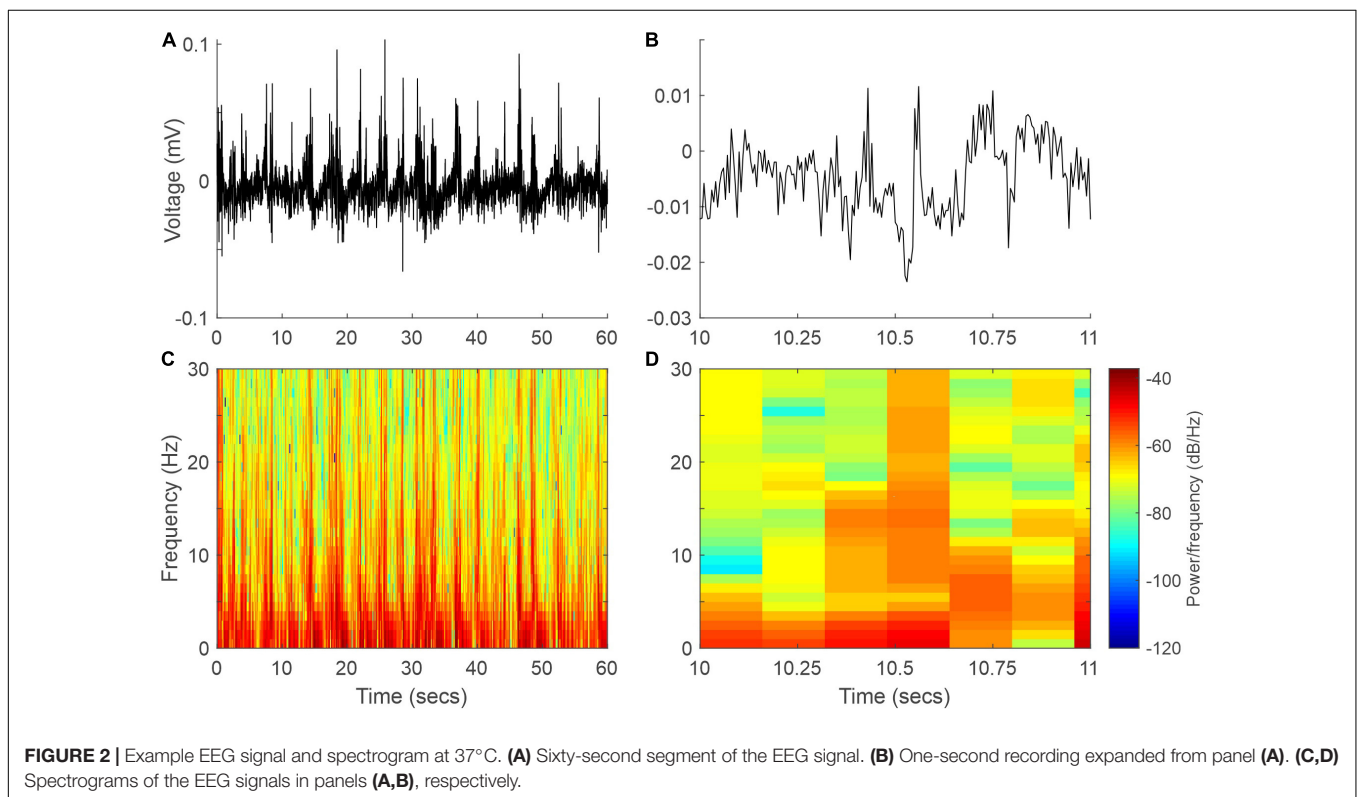 A
0.1
0
-0.1
Voltage (mV)
0 10 20 30 40 50 60
B
0.01
0
-0.01
-0.02
-0.03
10 10.25 10.5 10.75 11
C
30
20
10
0
Frequency (Hz)
0 10 20 30 40 50 60
Time (secs)
D
30
20
10
0
10 10.25 10.5 10.75 11
Time (secs)
-40
-60
-80
-100
-120
Power/frequency (dB/Hz)
FIGURE 2 | Example EEG signal and spectrogram at 37°C. (A) Sixty-second segment of the EEG signal. (B) One-second recording expanded from panel (A). (C,D)
Spectrograms of the EEG signals in panels (A,B), respectively.